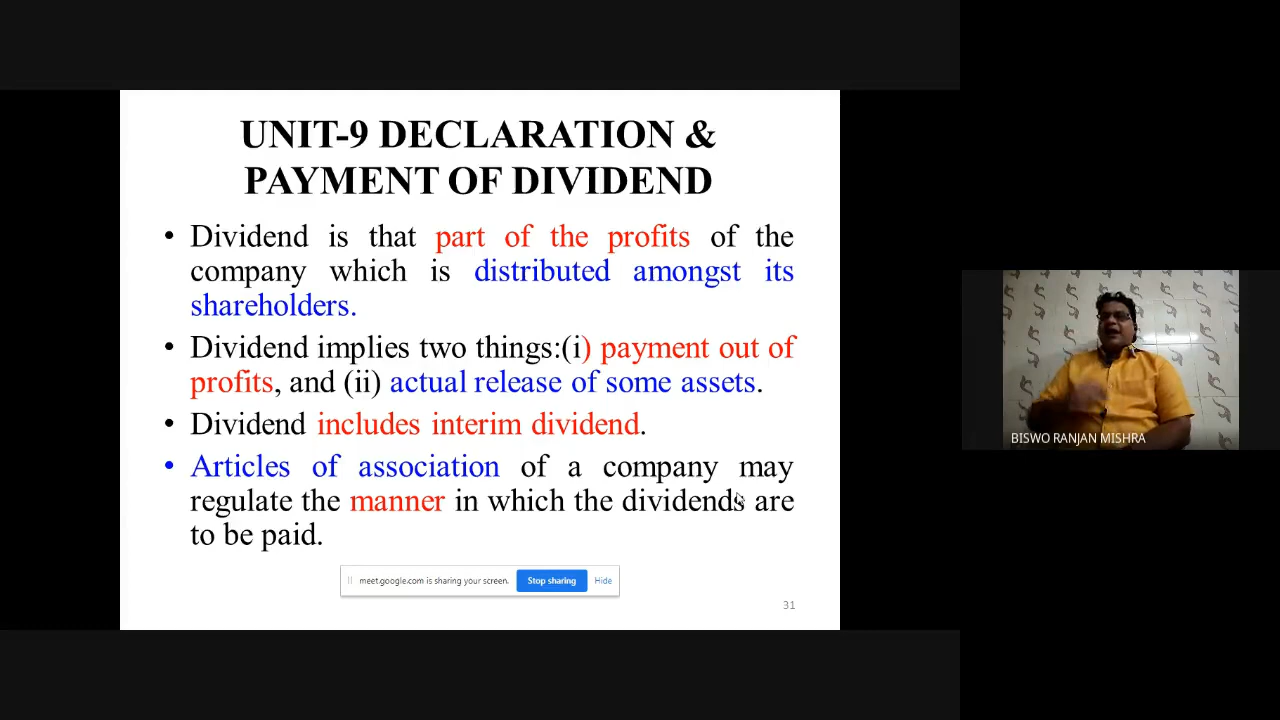 UNIT-9 DECLARATION &
PAYMENT OF DIVIDEND
• Dividend is that part of the profits of the
company which is distributed amongst its
shareholders.
• Dividend implies two things:(i) payment out of
profits, and (ii) actual release of some assets.
• Dividend includes interim dividend.
• Articles of association of a company may
regulate the manner in which the dividends are
to be paid.
meet.google.com is sharing your screen. Stop sharing Hide
31
BISWO RANJAN MISHRA